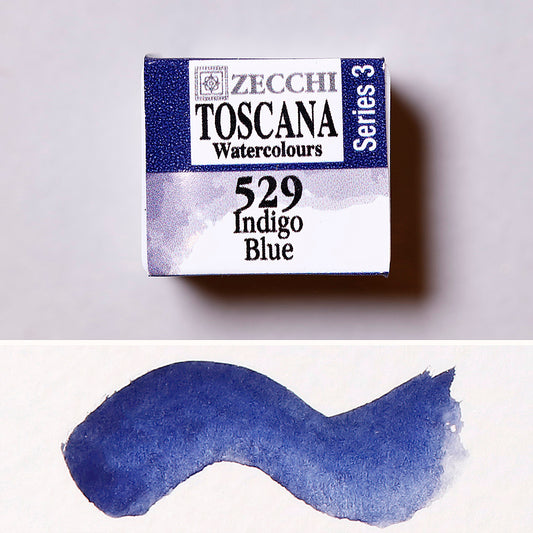 ZECCHI
TOSCANA
Watercolours
Series 3
529
Indigo
Blue